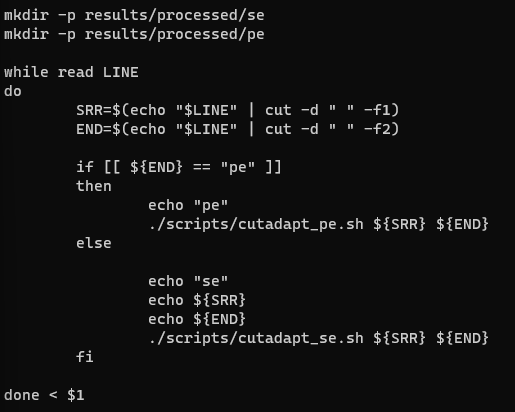 mkdir -p results/processed/se
mkdir -p results/processed/pe

while read LINE
do
        SRR=$(echo "$LINE" | cut -d " " -f1)
        END=$(echo "$LINE" | cut -d " " -f2)

        if [[ ${END} == "pe" ]]
        then
                echo "pe"
                ./scripts/cutadapt_pe.sh ${SRR} ${END}
        else

                echo "se"
                echo ${SRR}
                echo ${END}
                ./scripts/cutadapt_se.sh ${SRR} ${END}
        fi

done < $1